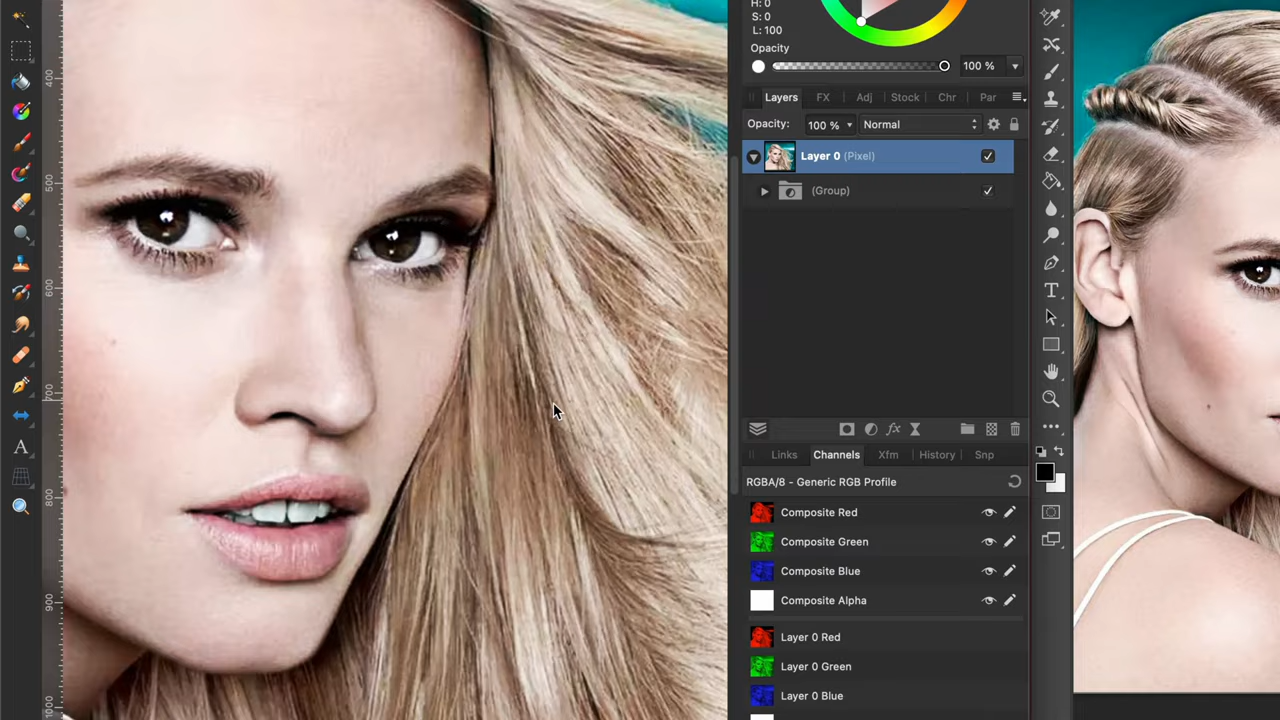 400
500
600
700
800
900
1000
A
H: 0
S: 0
L: 100
Opacity
100 %
Layers FX Adj Stock Chr Par
Opacity: 100 % Normal
Layer 0 (Pixel)
(Group)
fx
Links Channels Xfm History Snp
RGBA/8 - Generic RGB Profile
Composite Red
Composite Green
Composite Blue
Composite Alpha
Layer 0 Red
Layer 0 Green
Layer 0 Blue
T